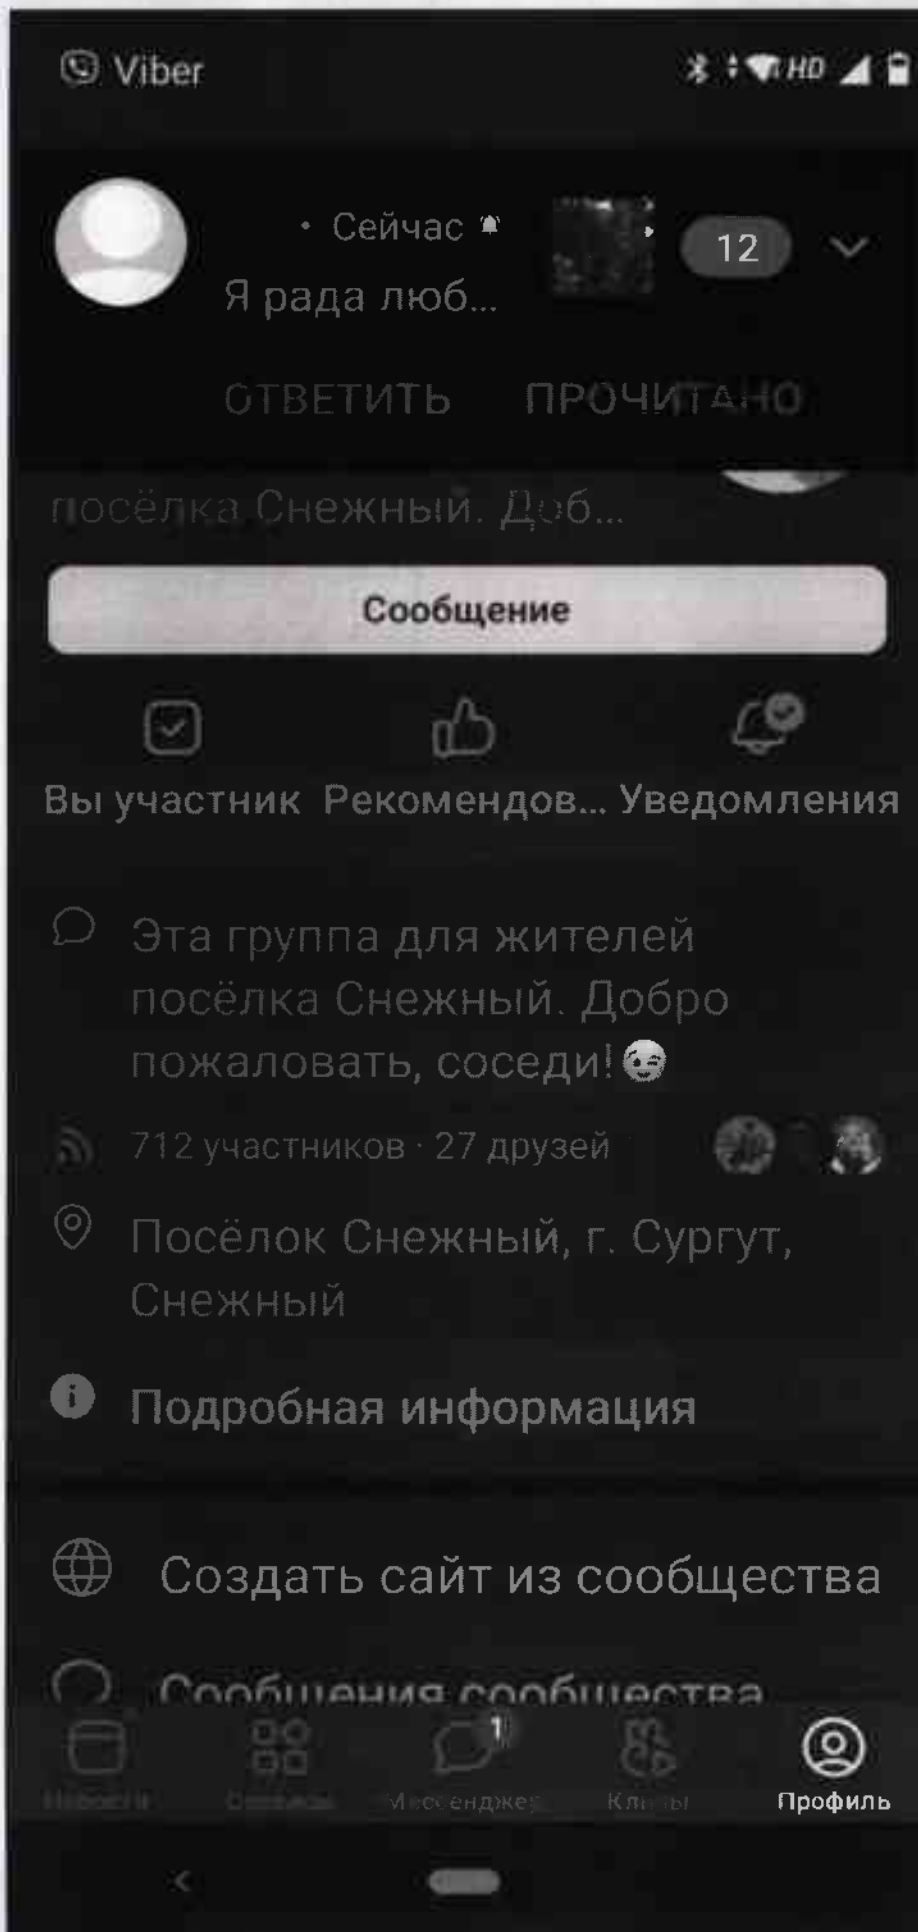 Viber
HD
• Сейчас
12
Я рада люб...
ОТВЕТИТЬ ПРОЧИТАНО
посёлка Снежный. Доб...
Сообщение
Вы участник Рекомендов... Уведомления
Эта группа для жителей
посёлка Снежный. Добро
пожаловать, соседи!😉
712 участников · 27 друзей
Посёлок Снежный, г. Сургут,
Снежный
Подробная информация
Создать сайт из сообщества
Сообщения сообщества
1
Новости Мессенджер Клипы Профиль